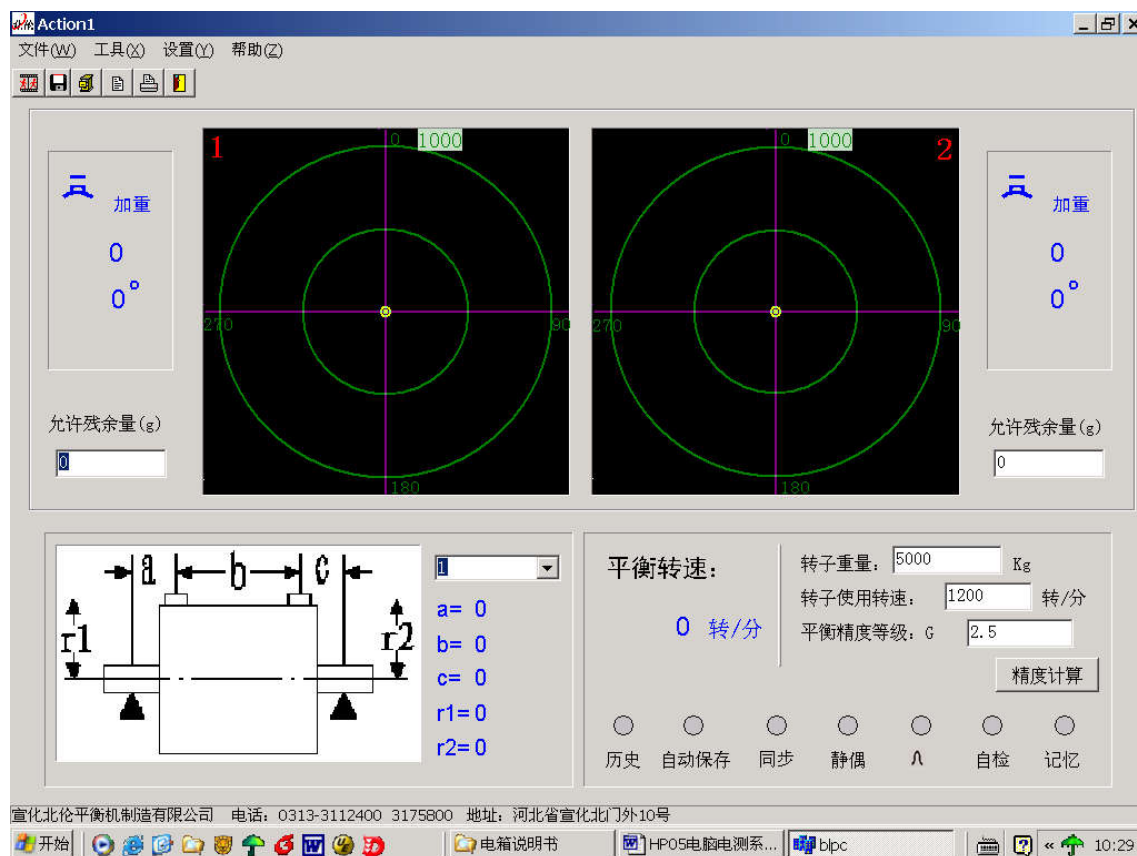 Action1
文件(W) 工具(X) 设置(Y) 帮助(Z)
1 0 1000 270 90 180
0 1000 2 270 90 180
加重
0
0°
加重
0
0°
允许残余量(g)
0
允许残余量(g)
0
a b c
r1 r2
1
a= 0
b= 0
c= 0
r1= 0
r2= 0
平衡转速:
0 转/分
转子重量: 5000 Kg
转子使用转速: 1200 转/分
平衡精度等级: G 2.5
精度计算
历史 自动保存 同步 静偶 自检 记忆
宣化北伦平衡机制造有限公司 电话: 0313-3112400 3175800 地址: 河北省宣化北门外10号
开始 电箱说明书 HP05电脑电测系... blpc « 10:29